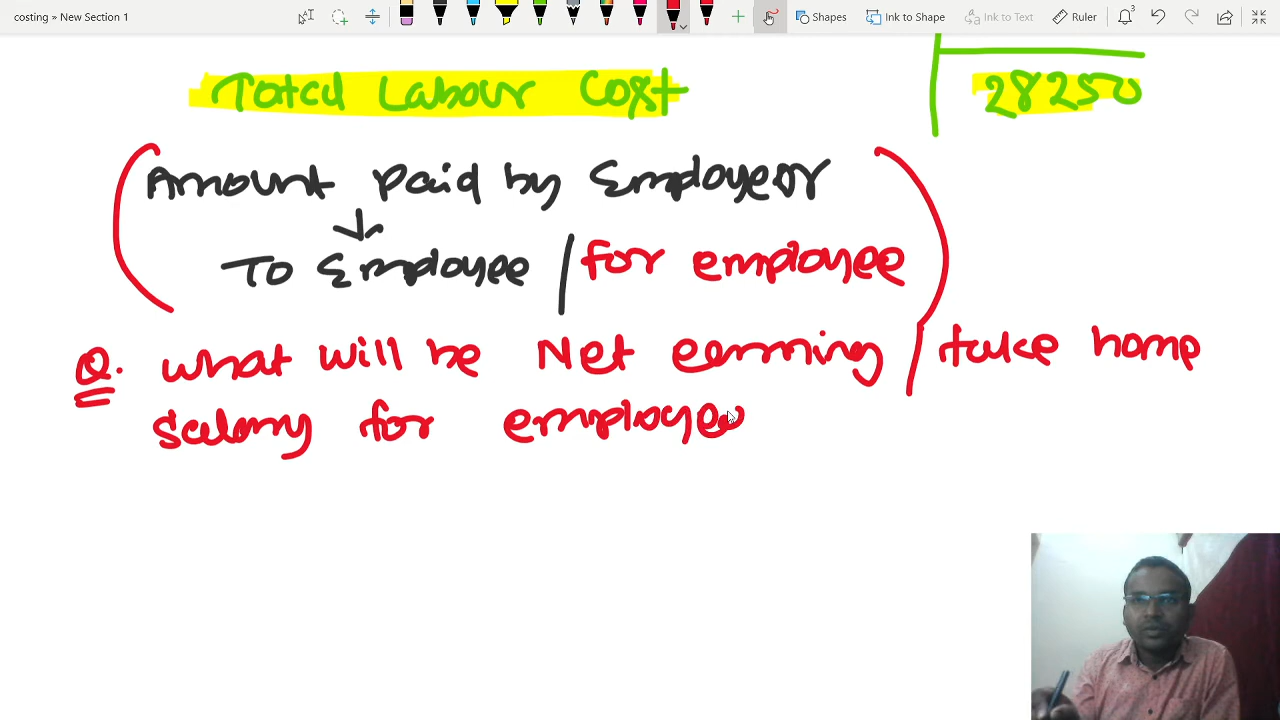 costing » New Section 1
Shapes Ink to Shape Ink to Text Ruler
Total Labour Cost 28250
(Amount paid by Employeer
To Employee / for employee)
Q. what will be Net earning / take home
salary for employee